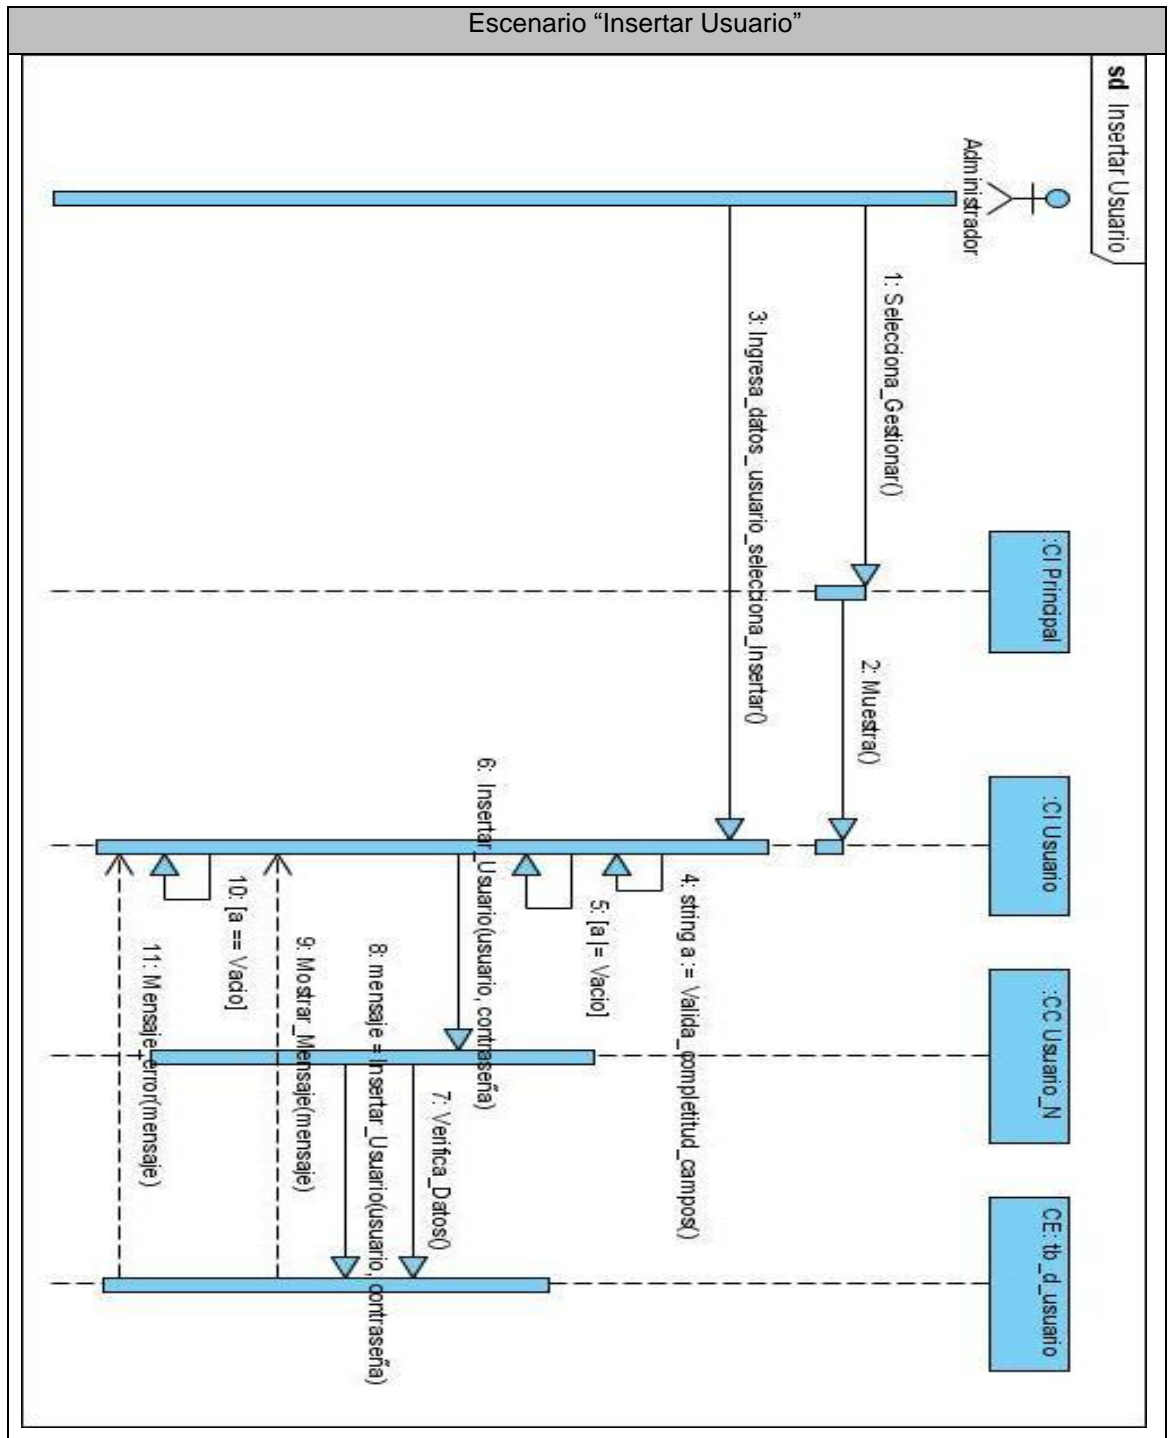 Escenario “Insertar Usuario”
sd Insertar Usuario
Administrador
:CI Principal
:CI Usuario
:CC Usuario_N
CE: tb_d_usuario
1: Selecciona_Gestionar()
2: Muestra()
3: Ingresa_datos_usuario_selecciona_Insertar()
4: string a := Valida_completitud_campos()
5: [a != Vacio]
6: Insertar_Usuario(usuario, contraseña)
7: Verifica_Datos()
8: mensaje = Insertar_Usuario(usuario, contraseña)
9: Mostrar_Mensaje(mensaje)
10: [a == Vacio]
11: Mensaje_error(mensaje)